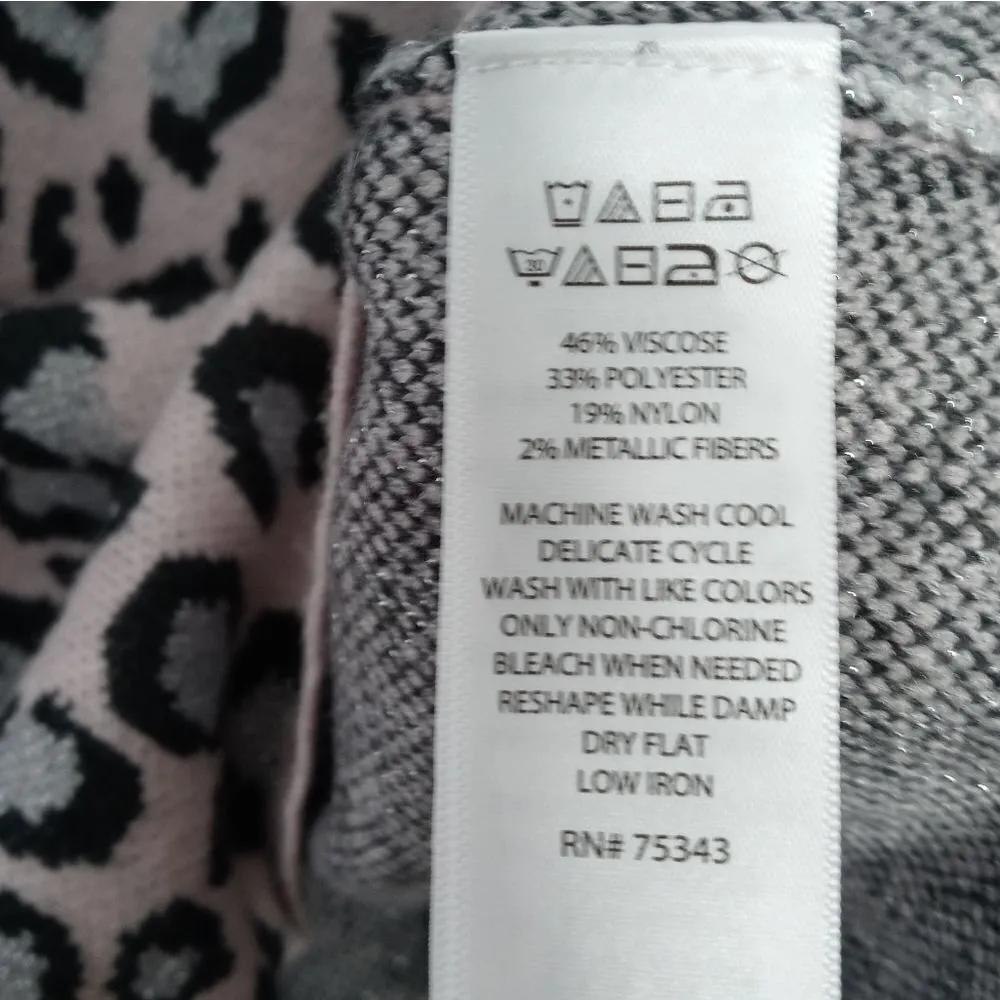 30
46% VISCOSE
33% POLYESTER
19% NYLON
2% METALLIC FIBERS
MACHINE WASH COOL
DELICATE CYCLE
WASH WITH LIKE COLORS
ONLY NON-CHLORINE
BLEACH WHEN NEEDED
RESHAPE WHILE DAMP
DRY FLAT
LOW IRON
RN# 75343